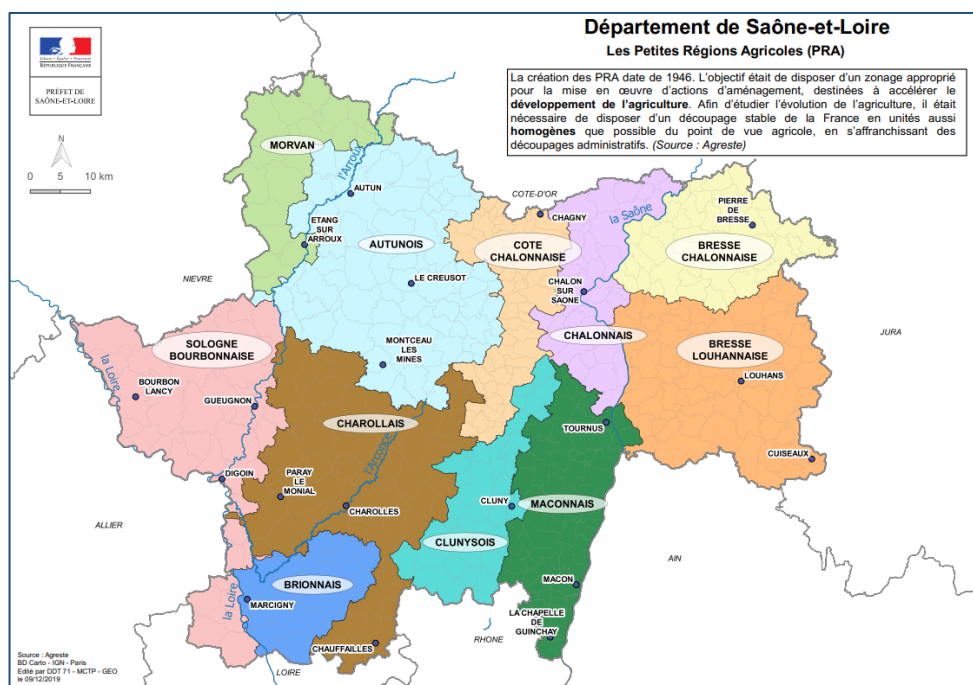 Département de Saône-et-Loire
Les Petites Régions Agricoles (PRA)
Liberté • Égalité • Fraternité
RÉPUBLIQUE FRANÇAISE
PRÉFET DE
SAÔNE-ET-LOIRE
La création des PRA date de 1946. L'objectif était de disposer d'un zonage approprié
pour la mise en œuvre d'actions d'aménagement, destinées à accélérer le
développement de l'agriculture. Afin d'étudier l'évolution de l'agriculture, il était
nécessaire de disposer d'un découpage stable de la France en unités aussi
homogènes que possible du point de vue agricole, en s'affranchissant des
découpages administratifs. (Source : Agreste)
N
0 5 10 km
MORVAN
l'Arroux
AUTUN
COTE-D'OR
CHAGNY
la Saône
PIERRE
DE
BRESSE
ETANG
SUR
ARROUX
AUTUNOIS
COTE
CHALONNAISE
BRESSE
CHALONNAISE
NIEVRE
LE CREUSOT
CHALON
SUR
SAONE
JURA
SOLOGNE
BOURBONNAISE
MONTCEAU
LES
MINES
CHALONNAIS
BRESSE
LOUHANNAISE
la Loire
BOURBON
LANCY
GUEUGNON
LOUHANS
CHAROLLAIS
TOURNUS
l'Arconce
CUISEAUX
DIGOIN
PARAY
LE
MONIAL
CHAROLLES
CLUNY
MACONNAIS
ALLIER
CLUNYSOIS
AIN
BRIONNAIS
MACON
la Loire
MARCIGNY
LA CHAPELLE
DE
GUINCHAY
RHONE
CHAUFFAILLES
LOIRE
Source : Agreste
BD Carto - IGN - Paris
Edité par DDT 71 - MCTP - GEO
le 09/12/2019